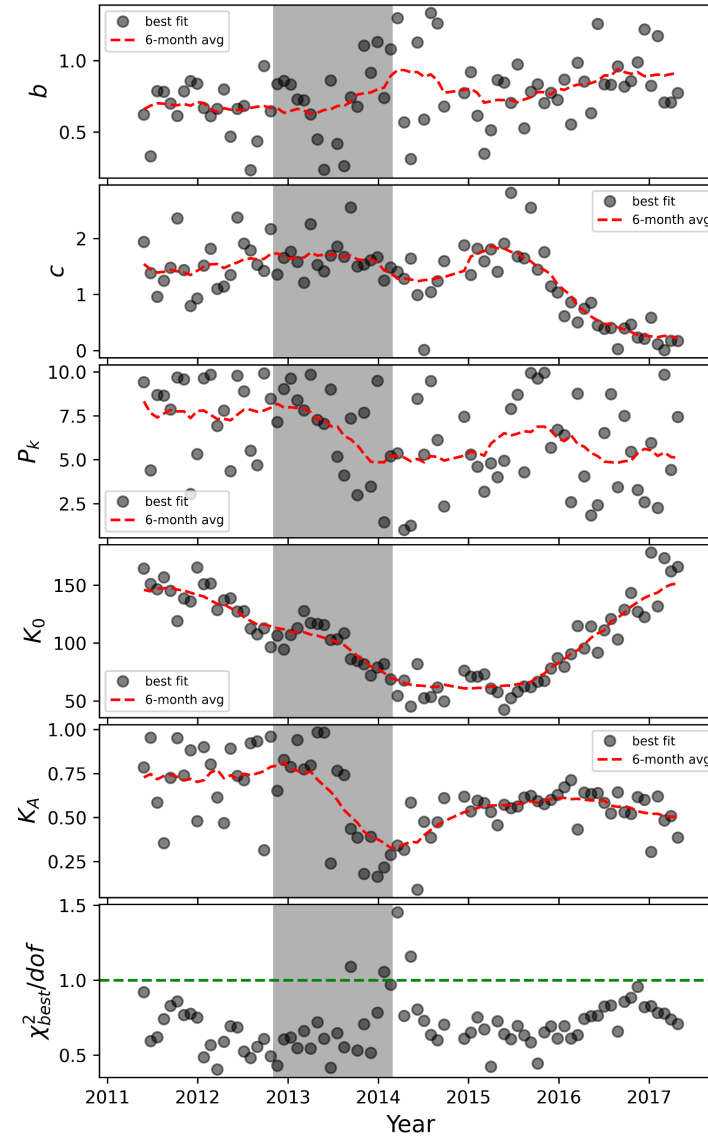 b
1.0
0.5
best fit
6-month avg
c
2
1
0
best fit
6-month avg
P_k
10.0
7.5
5.0
2.5
best fit
6-month avg
K_0
150
100
50
best fit
6-month avg
K_A
1.00
0.75
0.50
0.25
best fit
6-month avg
χ²_best/dof
1.5
1.0
0.5
2011 2012 2013 2014 2015 2016 2017
Year